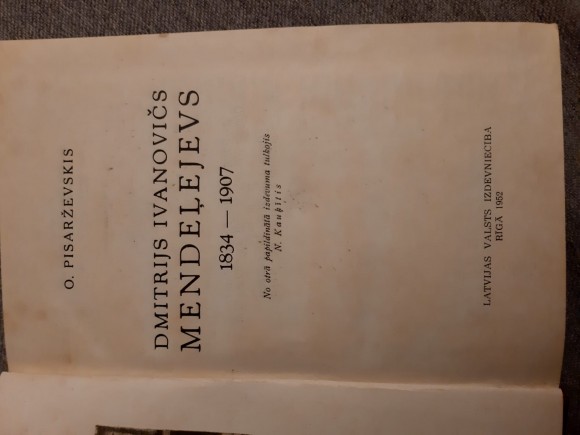 O. PISARŽEVSKIS
DMITRIJS IVANOVIČS
MENDEĻEJEVS
1834 — 1907
No otrā papildinātā izdevuma tulkojis
N. Kauķītis
LATVIJAS VALSTS IZDEVNIECĪBA
RĪGĀ 1952